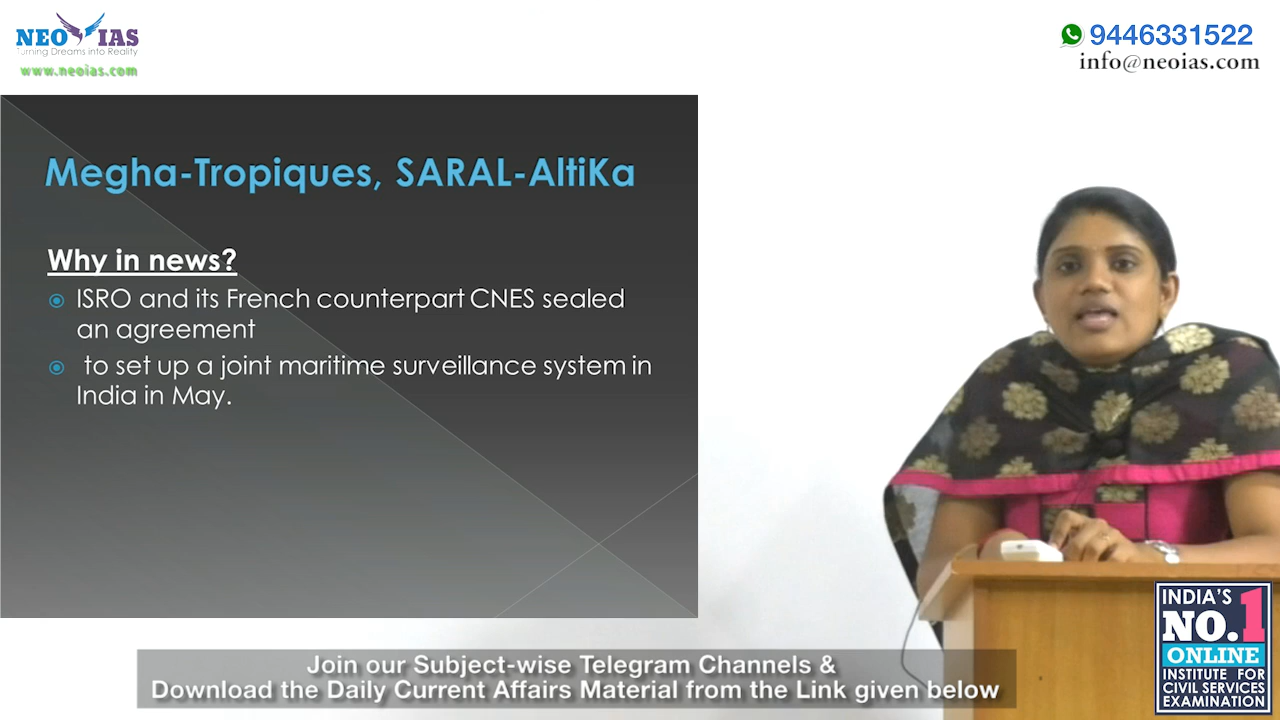 NEO IAS
Turning Dreams into Reality
www.neoias.com
9446331522
info@neoias.com
Megha-Tropiques, SARAL-AltiKa
Why in news?
ISRO and its French counterpart CNES sealed
an agreement
to set up a joint maritime surveillance system in
India in May.
INDIA'S
NO.1
ONLINE
INSTITUTE FOR
CIVIL SERVICES
EXAMINATION
Join our Subject-wise Telegram Channels &
Download the Daily Current Affairs Material from the Link given below